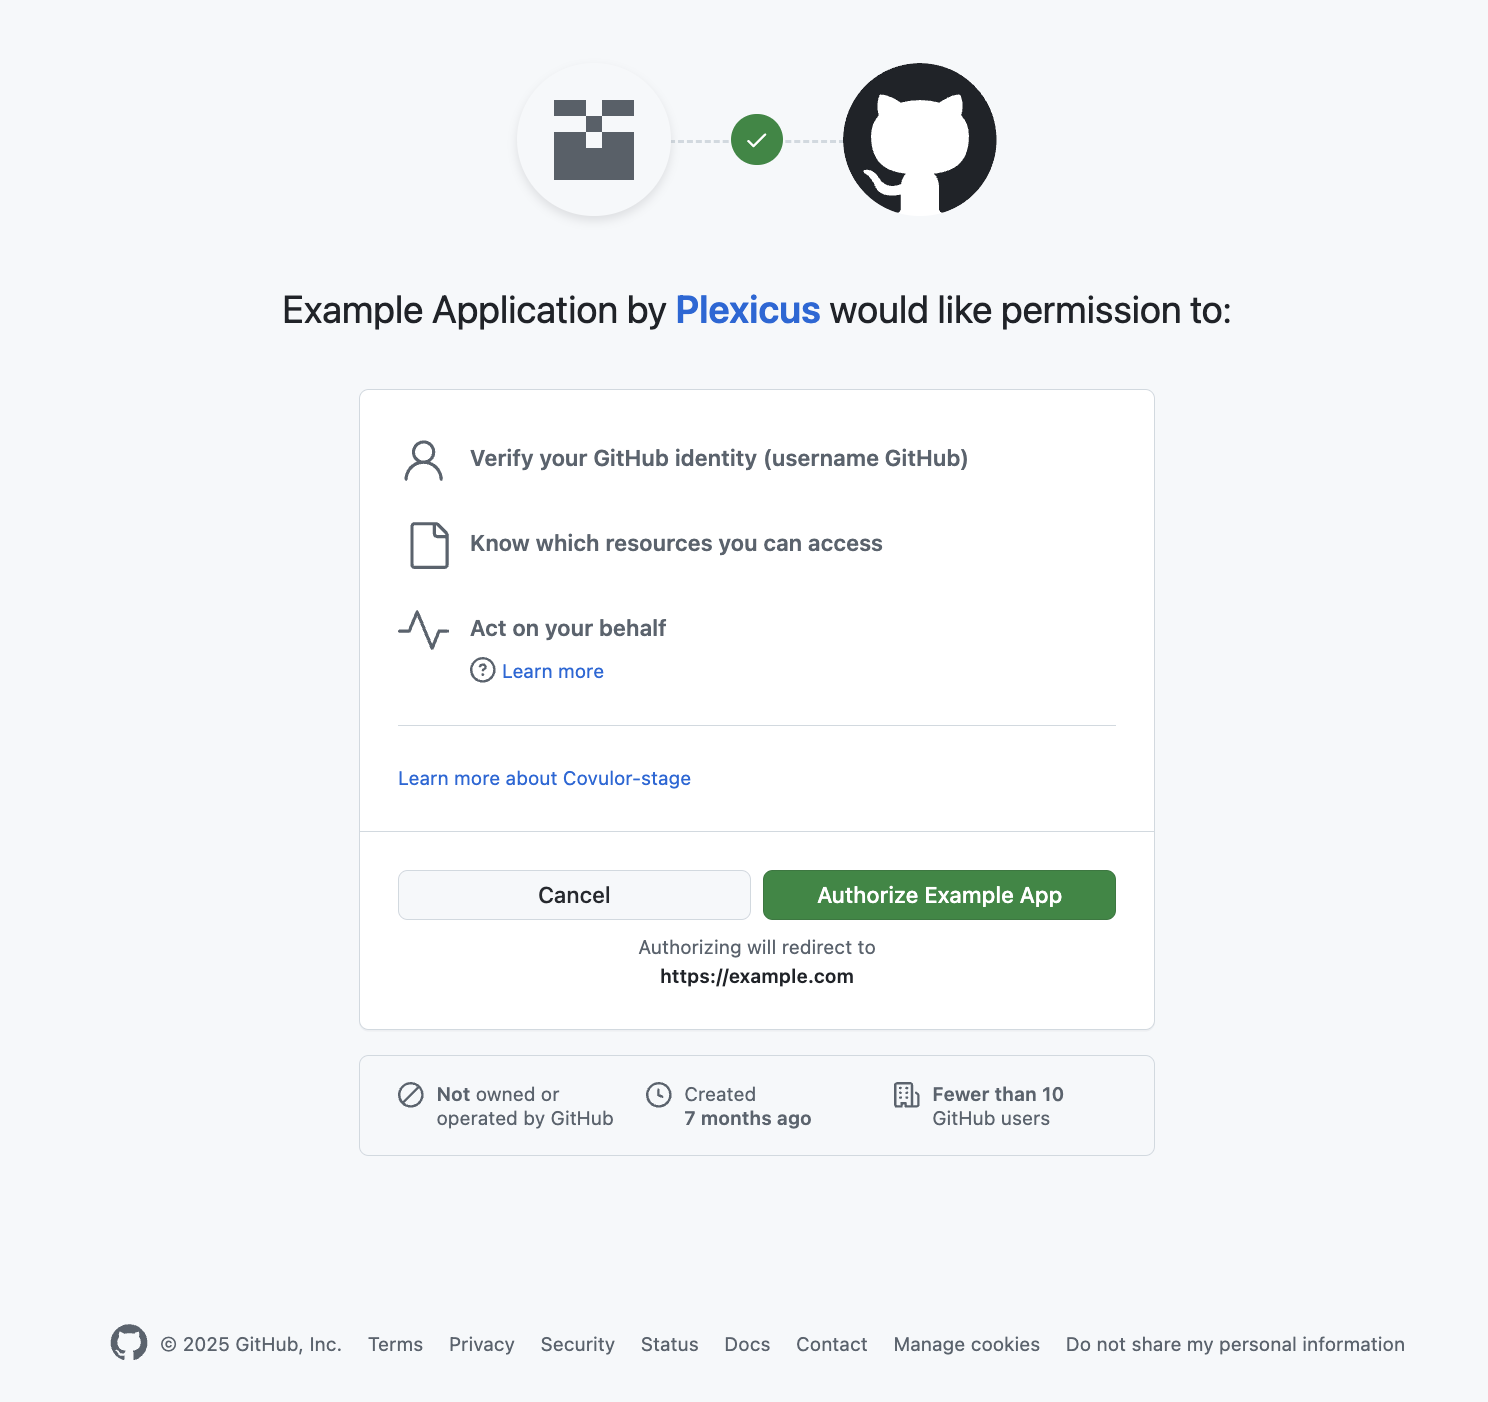 Example Application by Plexicus would like permission to:
Verify your GitHub identity (username GitHub)
Know which resources you can access
Act on your behalf
Learn more
Learn more about Covulor-stage
Cancel
Authorize Example App
Authorizing will redirect to
https://example.com
Not owned or
operated by GitHub
Created
7 months ago
Fewer than 10
GitHub users
© 2025 GitHub, Inc. Terms Privacy Security Status Docs Contact Manage cookies Do not share my personal information